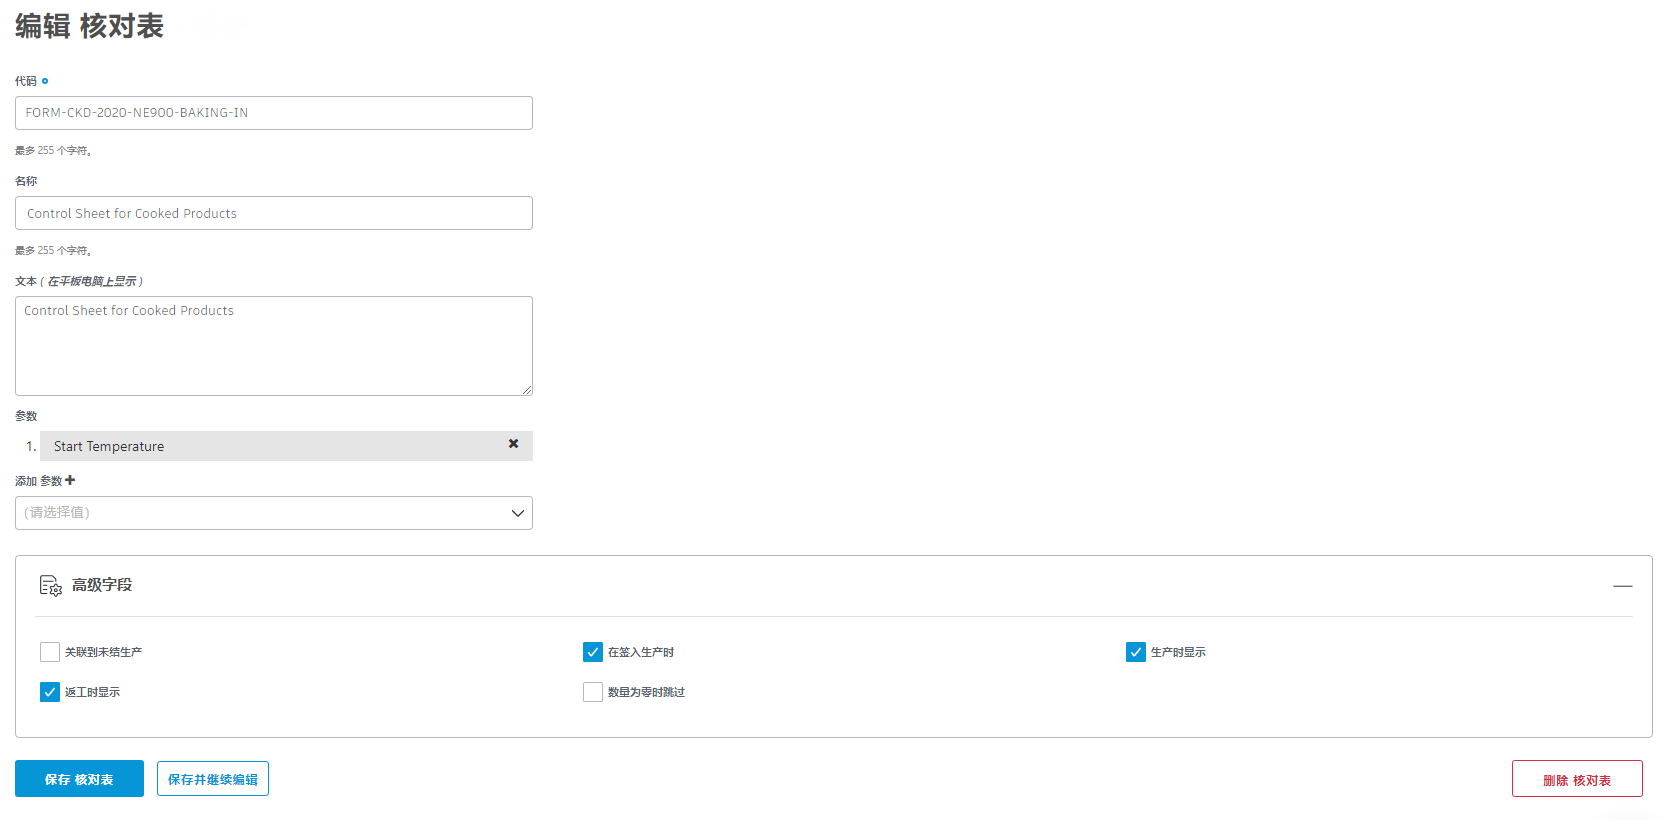 编辑 核对表
代码
FORM-CKD-2020-NE900-BAKING-IN
最多 255 个字符。
名称
Control Sheet for Cooked Products
最多 255 个字符。
文本 ( 在平板电脑上显示 )
Control Sheet for Cooked Products
参数
1. Start Temperature
添加 参数
(请选择值)
高级字段
关联到未结生产 在签入生产时 生产时显示
返工时显示 数量为零时跳过
保存 核对表 保存并继续编辑 删除 核对表